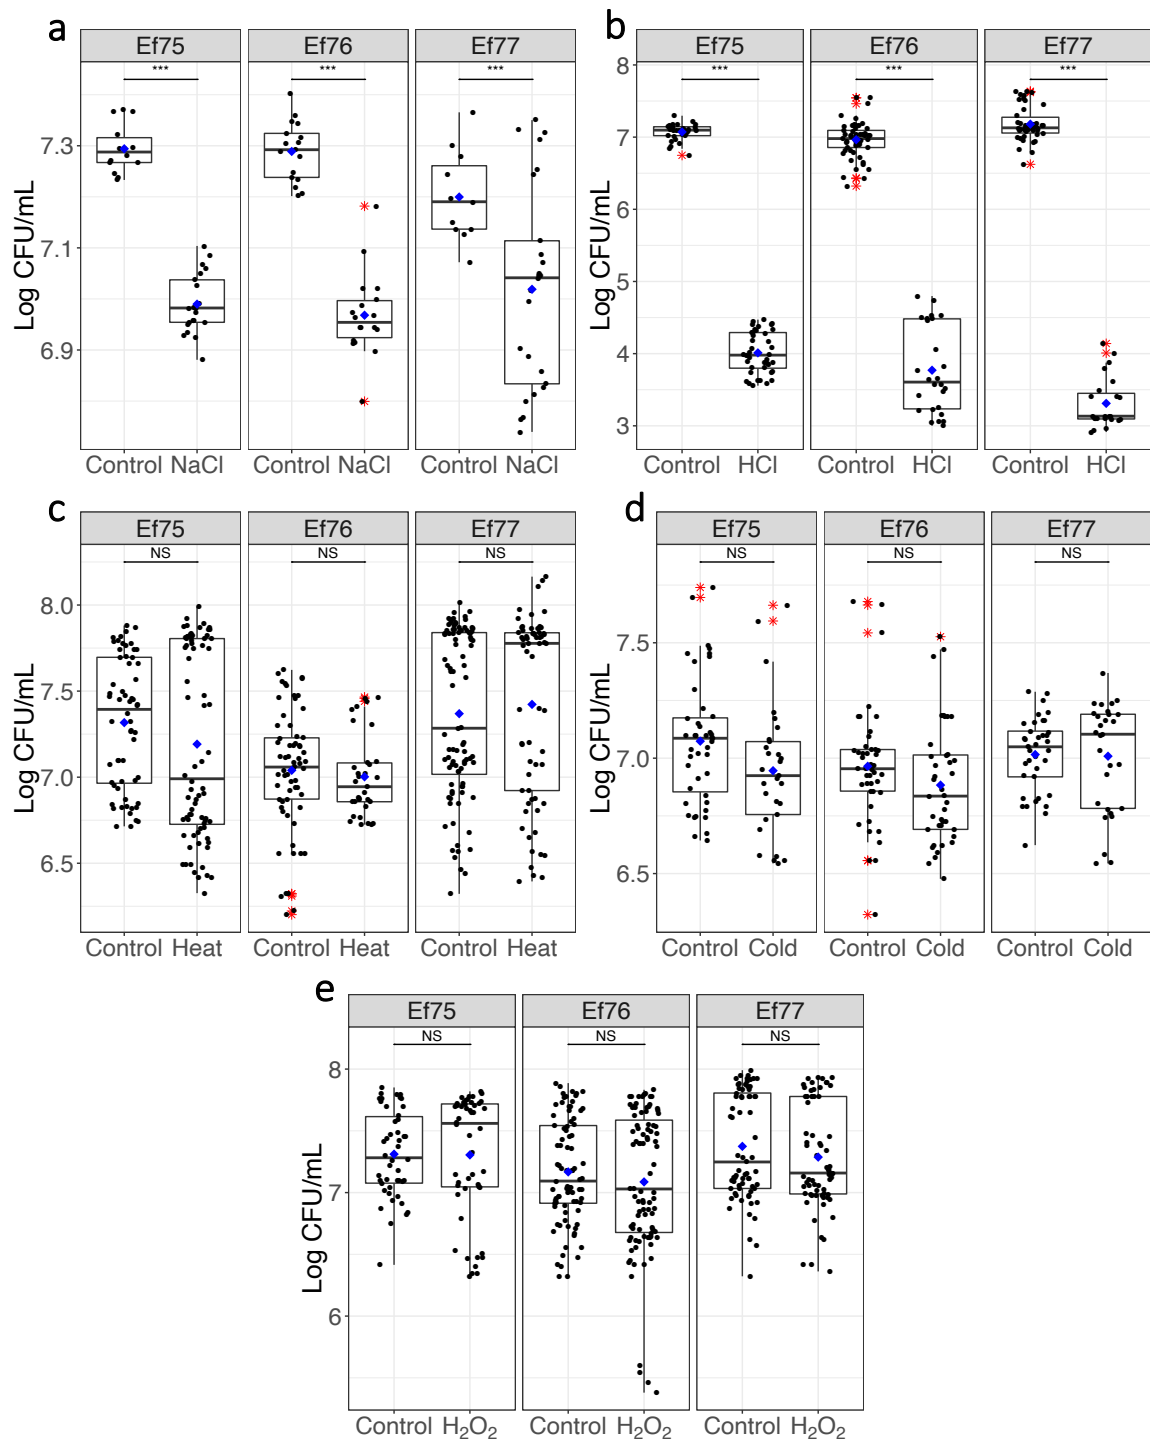 a
Ef75 Ef76 Ef77
*** *** ***
Log CFU/mL
7.3
7.1
6.9
Control NaCl Control NaCl Control NaCl
b
Ef75 Ef76 Ef77
*** *** ***
Log CFU/mL
8
7
6
5
4
3
Control HCl Control HCl Control HCl
c
Ef75 Ef76 Ef77
NS NS NS
Log CFU/mL
8.0
7.5
7.0
6.5
Control Heat Control Heat Control Heat
d
Ef75 Ef76 Ef77
NS NS NS
Log CFU/mL
7.5
7.0
6.5
Control Cold Control Cold Control Cold
e
Ef75 Ef76 Ef77
NS NS NS
Log CFU/mL
8
7
6
Control H₂O₂ Control H₂O₂ Control H₂O₂